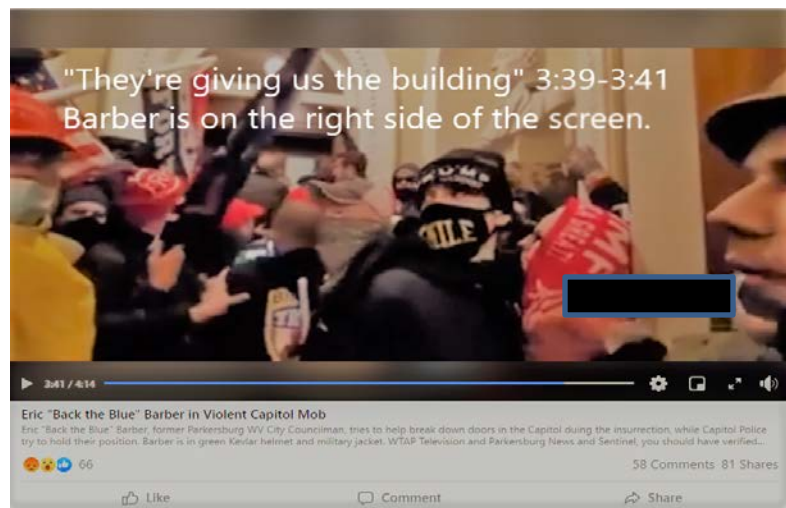 "They're giving us the building" 3:39-3:41
Barber is on the right side of the screen.
TRUMP
TRUMP
3:41 / 4:14
Eric "Back the Blue" Barber in Violent Capitol Mob
Eric "Back the Blue" Barber, former Parkersburg WV City Councilman, tries to help break down doors in the Capitol duing the insurrection, while Capitol Police
try to hold their position. Barber is in green Kevlar helmet and military jacket. WTAP Television and Parkersburg News and Sentinel, you should have verified...
66
58 Comments 81 Shares
Like Comment Share